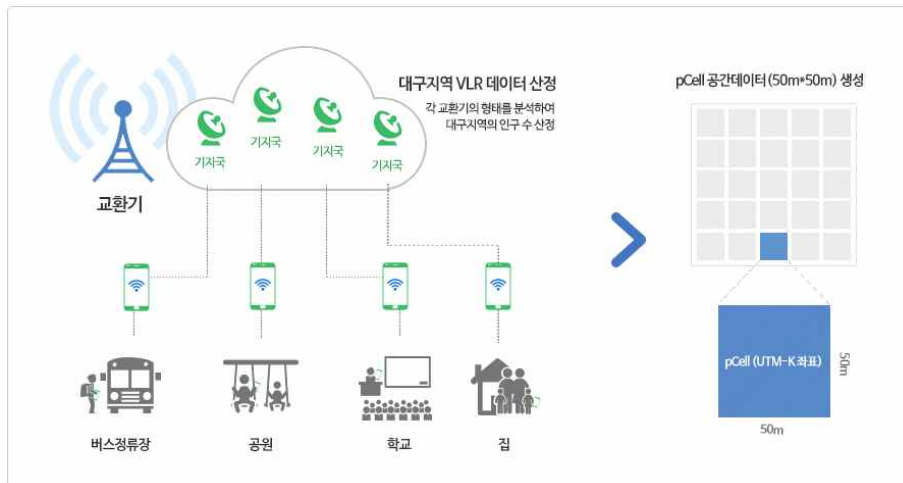 대구지역 VLR 데이터 산정
각 교환기의 형태를 분석하여
대구지역의 인구 수 산정
기지국
기지국
기지국
기지국
교환기
버스정류장
공원
학교
집
pCell 공간데이터(50m*50m) 생성
pCell (UTM-K 좌표)
50m
50m